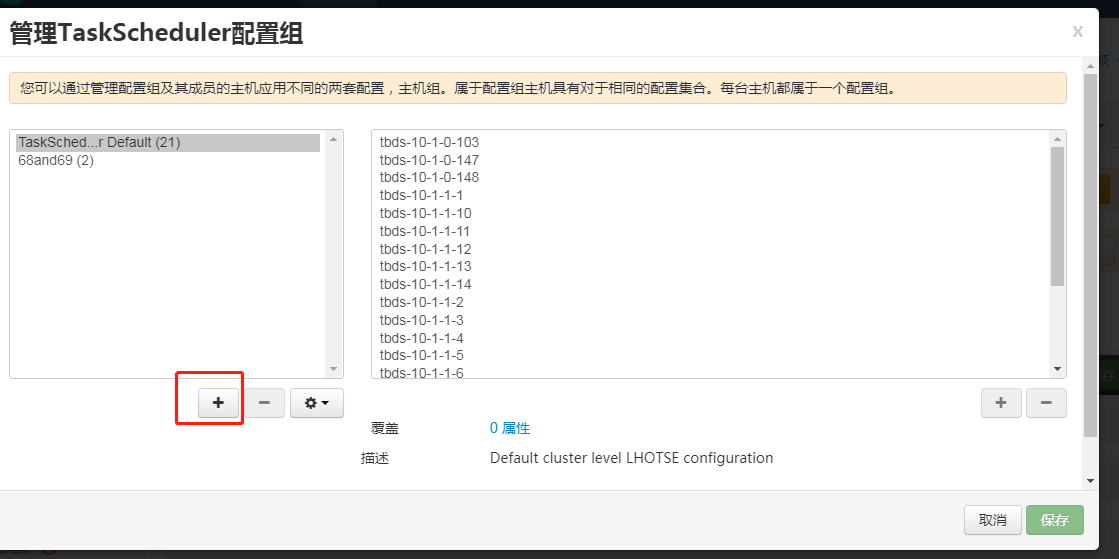 管理TaskScheduler配置组
x
您可以通过管理配置组及其成员的主机应用不同的两套配置，主机组。属于配置组主机具有对于相同的配置集合。每台主机都属于一个配置组。
TaskSched...r Default (21)
68and69 (2)
tbds-10-1-0-103
tbds-10-1-0-147
tbds-10-1-0-148
tbds-10-1-1-1
tbds-10-1-1-10
tbds-10-1-1-11
tbds-10-1-1-12
tbds-10-1-1-13
tbds-10-1-1-14
tbds-10-1-1-2
tbds-10-1-1-3
tbds-10-1-1-4
tbds-10-1-1-5
tbds-10-1-1-6
覆盖 0 属性
描述 Default cluster level LHOTSE configuration
取消 保存